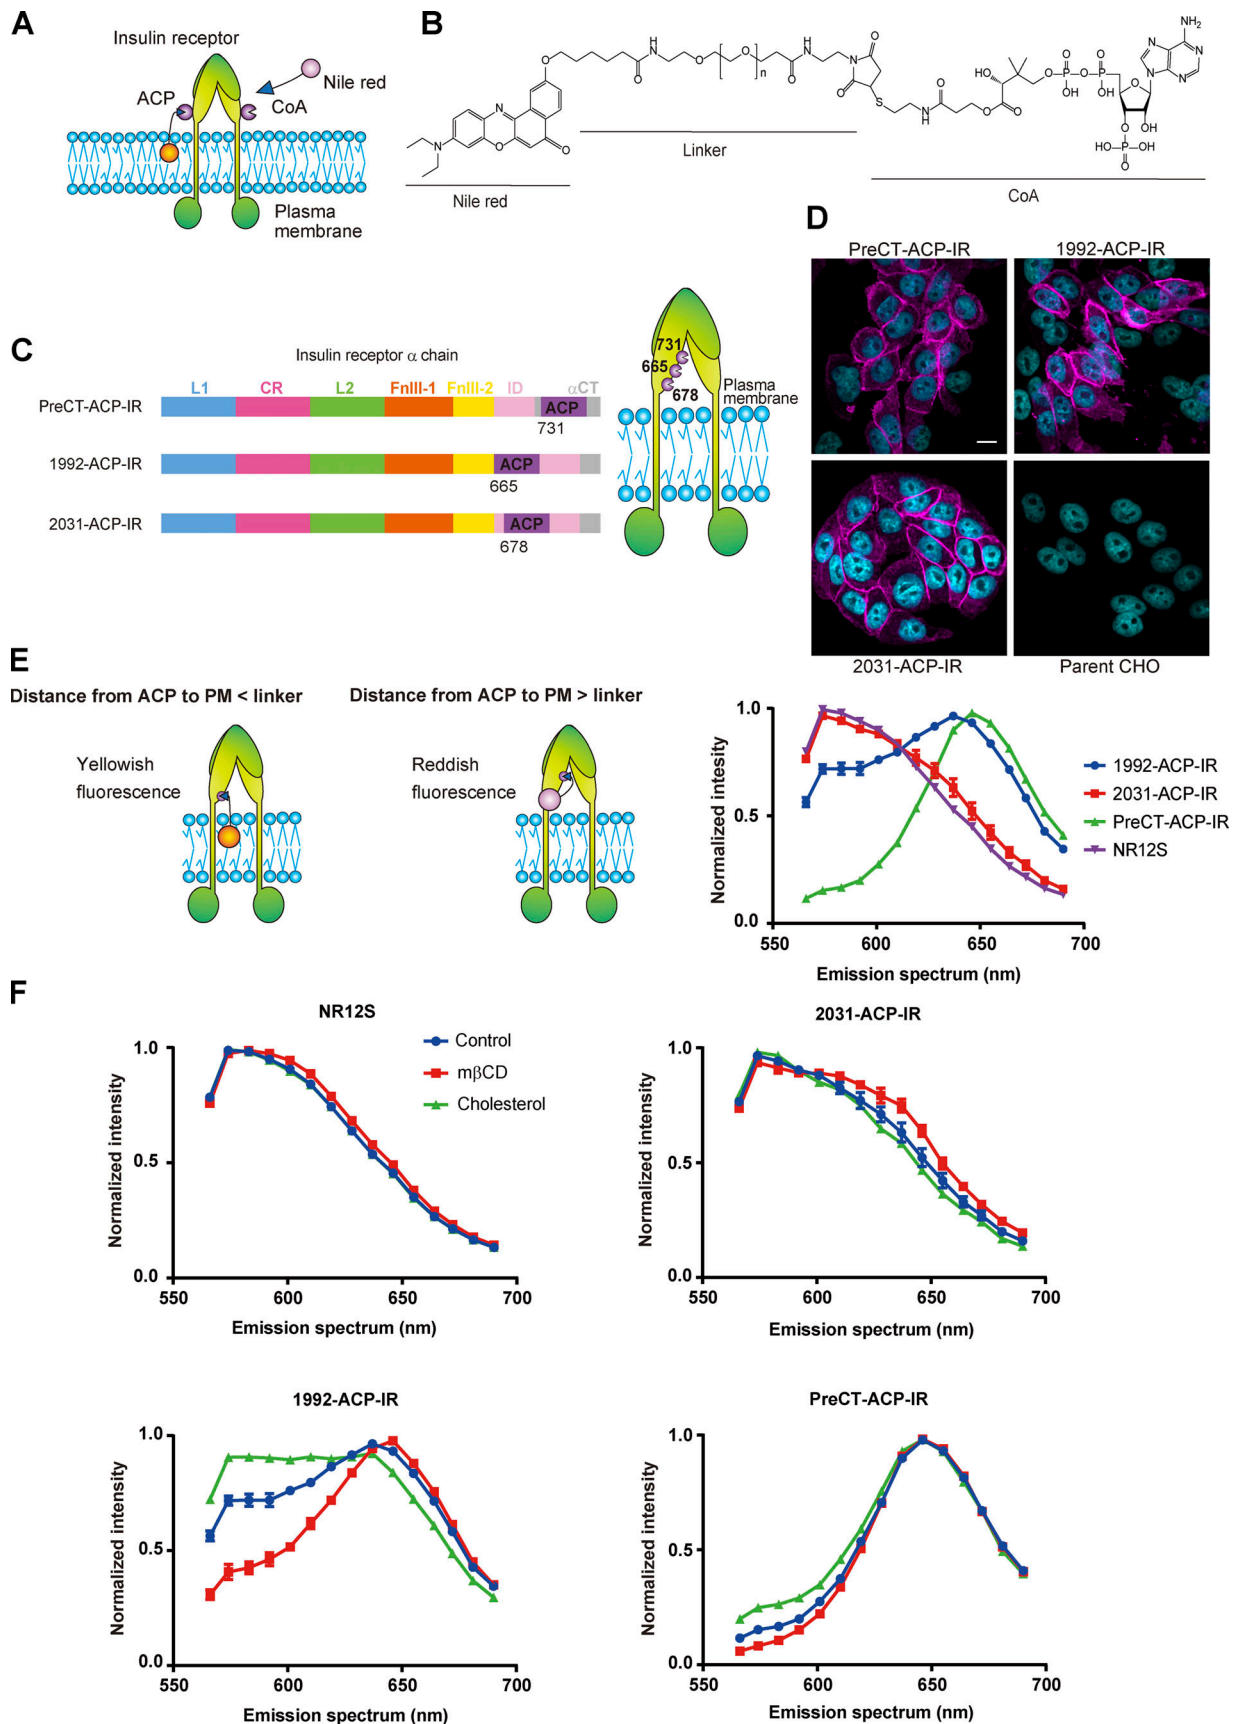 A
Insulin receptor
Nile red
ACP
CoA
Plasma
membrane
B
O
O
H
N
O
O
n
O
H
N
O
N
O
S
N
H
O
O
O
HO
O
P
O
OH
O
P
O
OH
O
N
N
N
N
NH2
O
OH
O
HO
P
OH
O
N
N
O
O
Linker
Nile red
CoA
C
Insulin receptor α chain
L1 CR L2 FnIII-1 FnIII-2 ID αCT
PreCT-ACP-IR ACP
731
1992-ACP-IR ACP
665
2031-ACP-IR ACP
678
731
665
678
Plasma
membrane
D
PreCT-ACP-IR 1992-ACP-IR
2031-ACP-IR Parent CHO
E
Distance from ACP to PM < linker
Yellowish
fluorescence
Distance from ACP to PM > linker
Reddish
fluorescence
Normalized intesity
1.0
0.5
0.0
550 600 650 700
Emission spectrum (nm)
1992-ACP-IR
2031-ACP-IR
PreCT-ACP-IR
NR12S
F
NR12S
Normalized intensity
1.0
0.5
0.0
550 600 650 700
Emission spectrum (nm)
Control
mβCD
Cholesterol
2031-ACP-IR
Normalized intensity
1.0
0.5
0.0
550 600 650 700
Emission spectrum (nm)
1992-ACP-IR
Normalized intensity
1.0
0.5
0.0
550 600 650 700
Emission spectrum (nm)
PreCT-ACP-IR
Normalized intensity
1.0
0.5
0.0
550 600 650 700
Emission spectrum (nm)